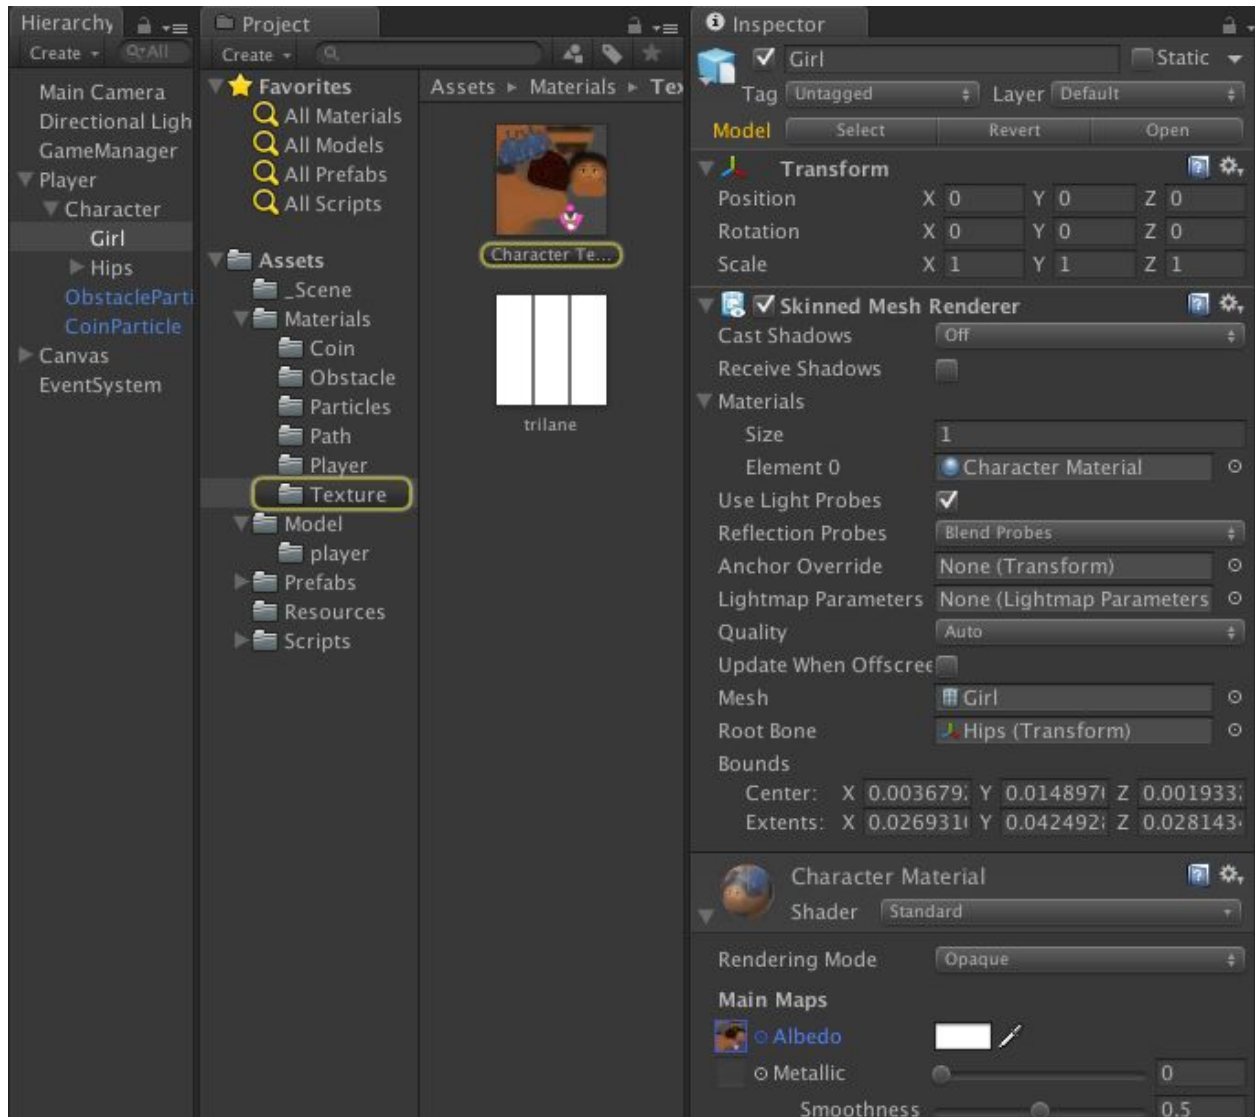 Hierarchy
Create
All
Main Camera
Directional Ligh
GameManager
Player
Character
Girl
Hips
ObstacleParti
CoinParticle
Canvas
EventSystem
Project
Create
Favorites
All Materials
All Models
All Prefabs
All Scripts
Assets
_Scene
Materials
Coin
Obstacle
Particles
Path
Player
Texture
Model
player
Prefabs
Resources
Scripts
Assets Materials Tex
Character Te...
trilane
Inspector
Girl Static
Tag Untagged Layer Default
Model Select Revert Open
Transform
Position X 0 Y 0 Z 0
Rotation X 0 Y 0 Z 0
Scale X 1 Y 1 Z 1
Skinned Mesh Renderer
Cast Shadows Off
Receive Shadows
Materials
Size 1
Element 0 Character Material
Use Light Probes
Reflection Probes Blend Probes
Anchor Override None (Transform)
Lightmap Parameters None (Lightmap Parameters
Quality Auto
Update When Offscree
Mesh Girl
Root Bone Hips (Transform)
Bounds
Center: X 0.003679 Y 0.014897 Z 0.001933
Extents: X 0.026931 Y 0.042492 Z 0.028143
Character Material
Shader Standard
Rendering Mode Opaque
Main Maps
Albedo
Metallic 0
Smoothness 0.5